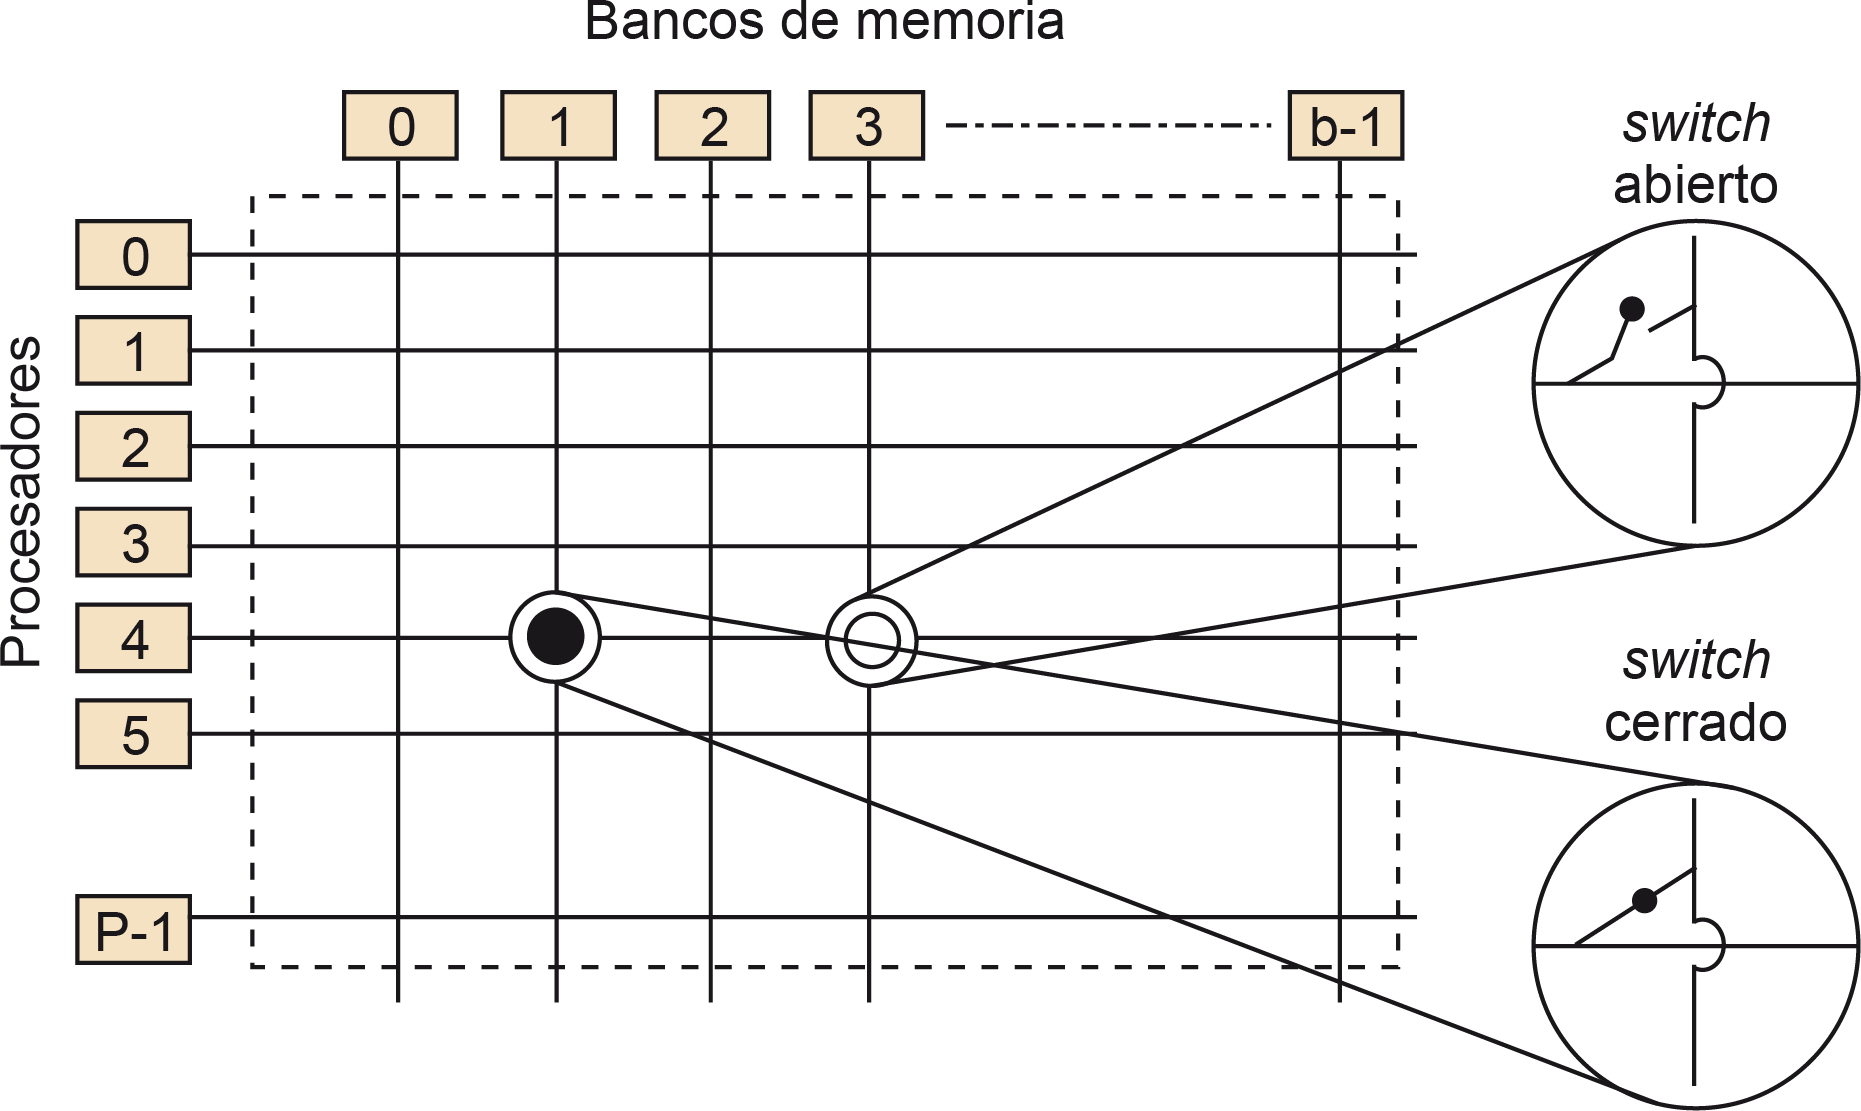 Bancos de memoria
0
1
2
3
b-1
switch
abierto
Procesadores
0
1
2
3
4
5
P-1
switch
cerrado